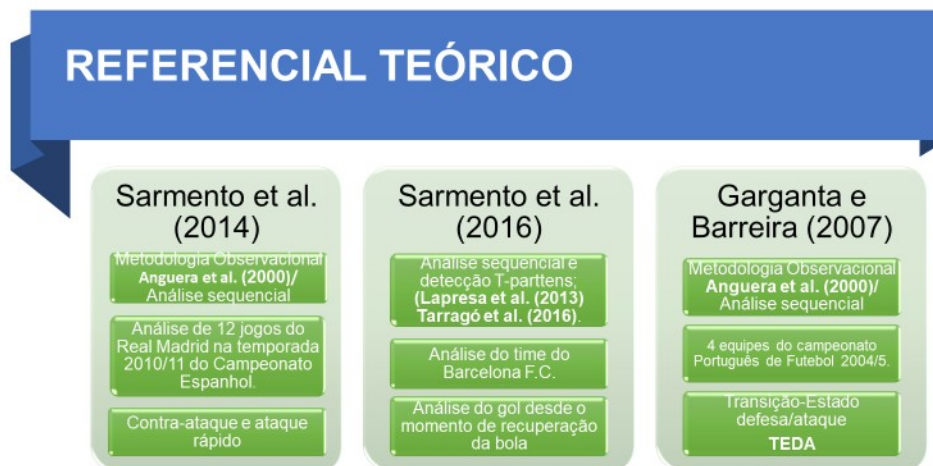 REFERENCIAL TEÓRICO
Sarmento et al.
(2014)
Metodologia Observacional
Anguera et al. (2000)/
Análise sequencial
Análise de 12 jogos do
Real Madrid na temporada
2010/11 do Campeonato
Espanhol.
Contra-ataque e ataque
rápido
Sarmento et al.
(2016)
Análise sequencial e
detecção T-parttens;
(Lapresa et al. (2013)
Tarragó et al. (2016).
Análise do time do
Barcelona F.C.
Análise do gol desde o
momento de recuperação
da bola
Garganta e
Barreira (2007)
Metodologia Observacional
Anguera et al. (2000)/
Análise sequencial
4 equipes do campeonato
Português de Futebol 2004/5.
Transição-Estado
defesa/ataque
TEDA